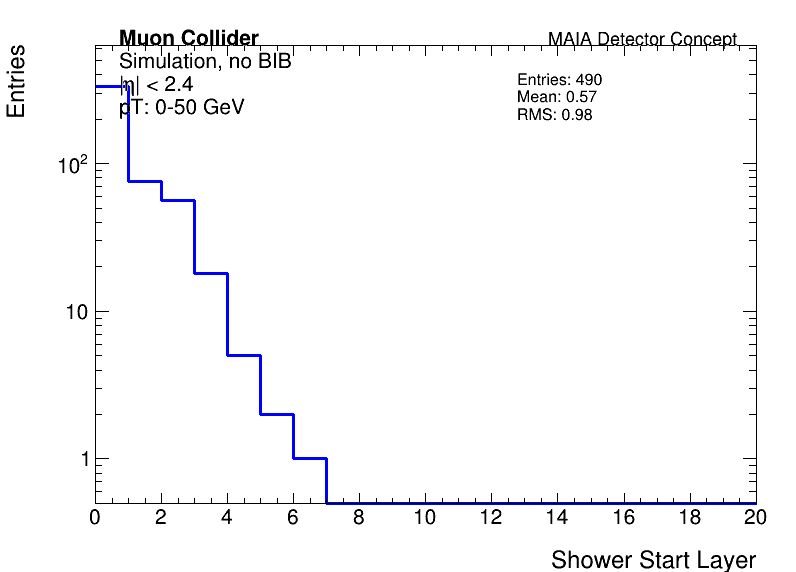 Muon Collider
MAIA Detector Concept
Simulation, no BIB
|η| < 2.4
pT: 0-50 GeV
Entries: 490
Mean: 0.57
RMS: 0.98
Entries
10²
10
1
0 2 4 6 8 10 12 14 16 18 20
Shower Start Layer